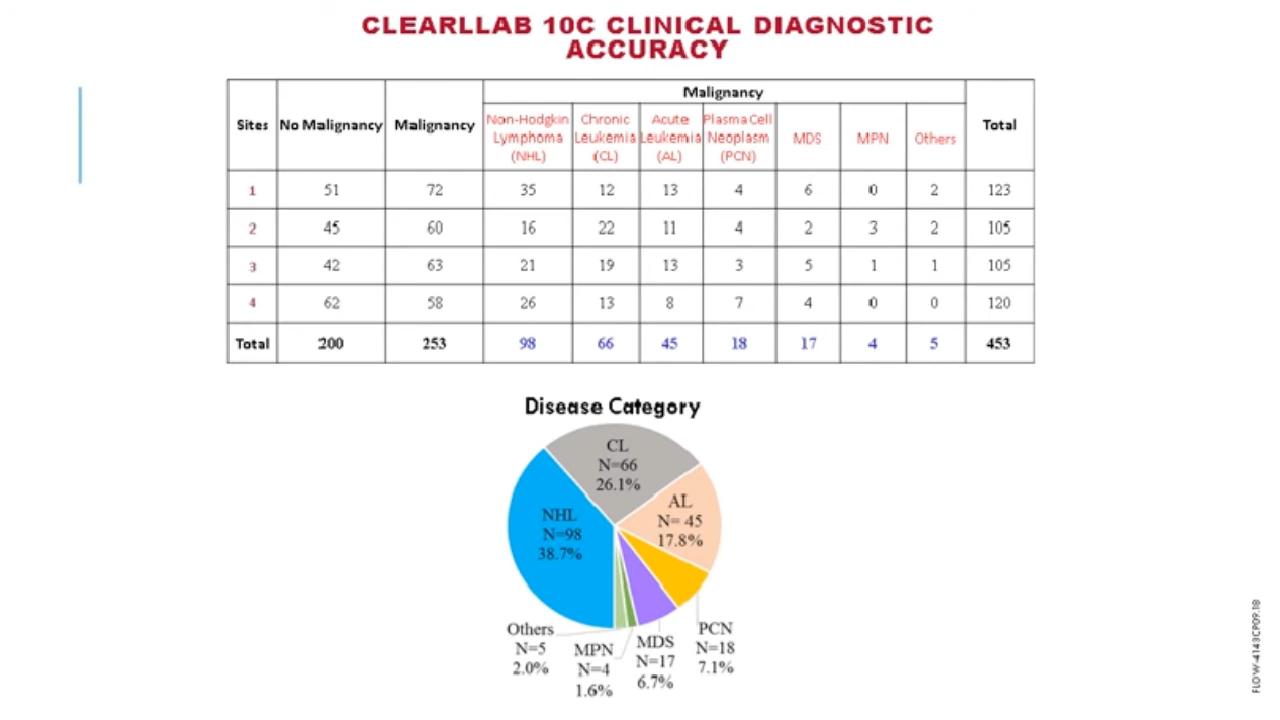 CLEARLLAB 10C CLINICAL DIAGNOSTIC
ACCURACY
Sites No Malignancy Malignancy Malignancy Total
Non-Hodgkin Lymphoma (NHL) Chronic Leukemia (CL) Acute Leukemia (AL) Plasma Cell Neoplasm (PCN) MDS MPN Others
1 51 72 35 12 13 4 6 0 2 123
2 45 60 16 22 11 4 2 3 2 105
3 42 63 21 19 13 3 5 1 1 105
4 62 58 26 13 8 7 4 0 0 120
Total 200 253 98 66 45 18 17 4 5 453
Disease Category
CL
N=66
26.1%
AL
N= 45
17.8%
NHL
N=98
38.7%
Others
N=5
2.0%
MPN
N=4
1.6%
MDS
N=17
6.7%
PCN
N=18
7.1%
FLOW-4143CP09.18